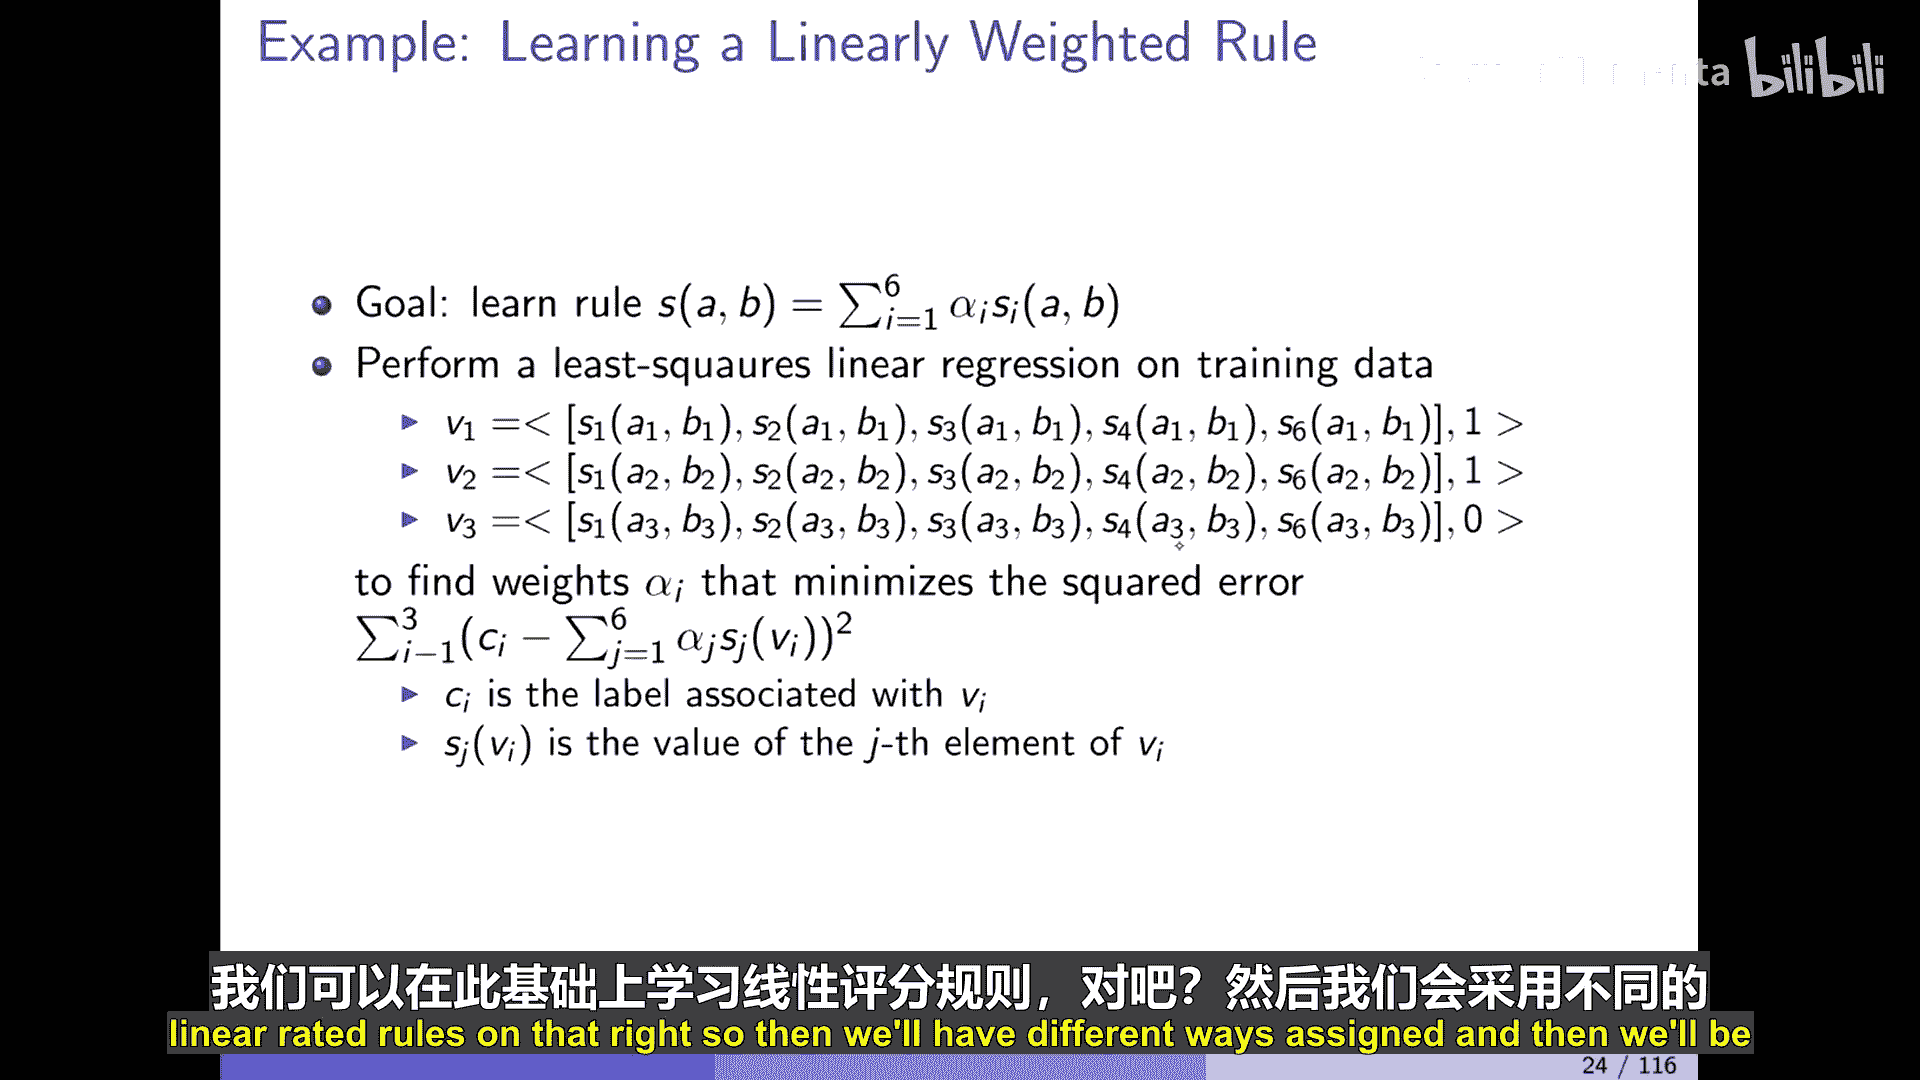 Example: Learning a Linearly Weighted Rule
ta bilibili
Goal: learn rule s(a, b) = ∑⁶ᵢ₌₁ αᵢsᵢ(a, b)
Perform a least-squaures linear regression on training data
v₁ =< [s₁(a₁, b₁), s₂(a₁, b₁), s₃(a₁, b₁), s₄(a₁, b₁), s₆(a₁, b₁)], 1 >
v₂ =< [s₁(a₂, b₂), s₂(a₂, b₂), s₃(a₂, b₂), s₄(a₂, b₂), s₆(a₂, b₂)], 1 >
v₃ =< [s₁(a₃, b₃), s₂(a₃, b₃), s₃(a₃, b₃), s₄(a₃, b₃), s₆(a₃, b₃)], 0 >
to find weights αᵢ that minimizes the squared error
∑³ᵢ₋₁(cᵢ − ∑⁶ⱼ₌₁ αⱼsⱼ(vᵢ))²
cᵢ is the label associated with vᵢ
sⱼ(vᵢ) is the value of the j-th element of vᵢ
我们可以在此基础上学习线性评分规则，对吧？然后我们会采用不同的
linear rated rules on that right so then we'll have different ways assigned and then we'll be
24 / 116